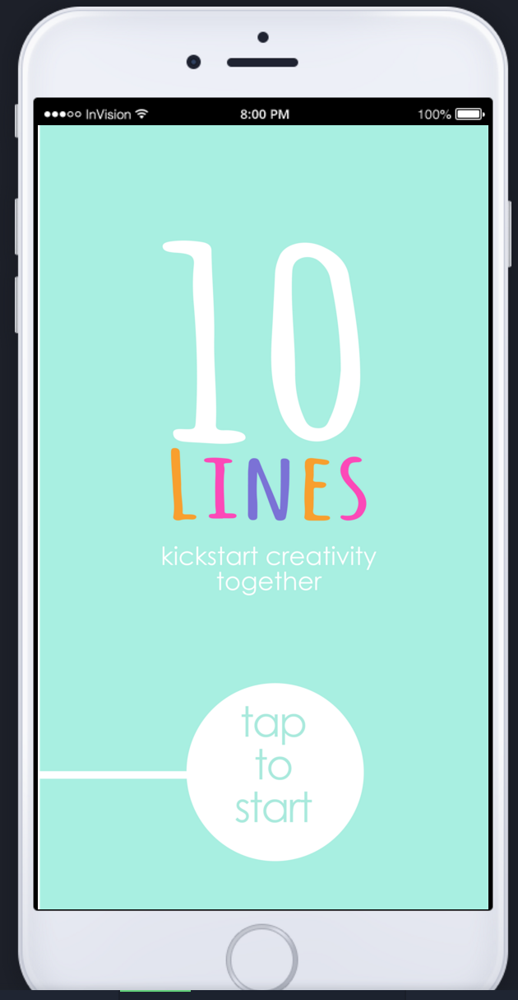 InVision 8:00 PM 100%
10
LINES
kickstart creativity
together
tap
to
start